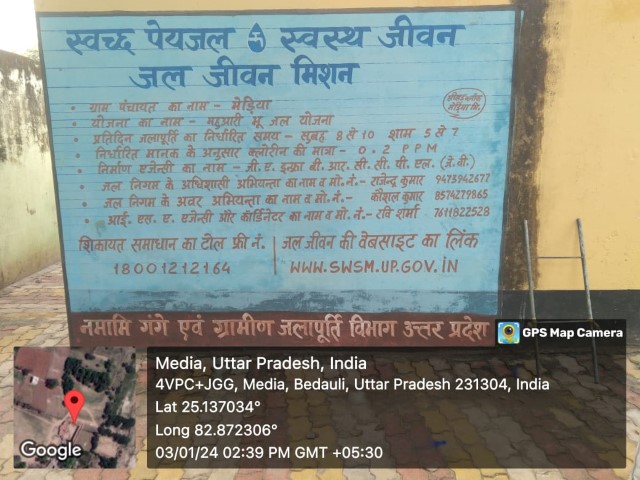 स्वच्छ पेयजल स्वस्थ जीवन
जल जीवन मिशन
• ग्राम पंचायत का नाम - मेड़िया
• योजना का नाम - महुआरी भू जल योजना
• प्रतिदिन जलापूर्ति का निर्धारित समय - सुबह 8 से 10 शाम 5 से 7
• निर्धारित मानक के अनुसार क्लोरीन की मात्रा - 0.2 PPM
• निर्माण एजेन्सी का नाम - जी.ए. इन्फ्रा बी.आर.सी.सी.पी.एल. (जे.वी.)
• जल निगम के अधिशाली अभियन्ता का नाम व मो.नं.- राजेन्द्र कुमार 9473942677
• जल निगम के अवर अभियन्ता का नाम व मो.नं.- कौशल कुमार 8574279865
• आई.एस.ए. एजेन्सी और कोर्डिनेटर का नाम व मो.नं.- रवि शर्मा 7611822528
शिकायत समाधान का टोल फ्री नं.
18001212164
जल जीवन की वेबसाइट का लिंक
WWW.SWSM.UP.GOV.IN
नमामि गंगे एवं ग्रामीण जलापूर्ति विभाग उत्तर प्रदेश
GPS Map Camera
Media, Uttar Pradesh, India
4VPC+JGG, Media, Bedauli, Uttar Pradesh 231304, India
Lat 25.137034°
Long 82.872306°
03/01/24 02:39 PM GMT +05:30
Google